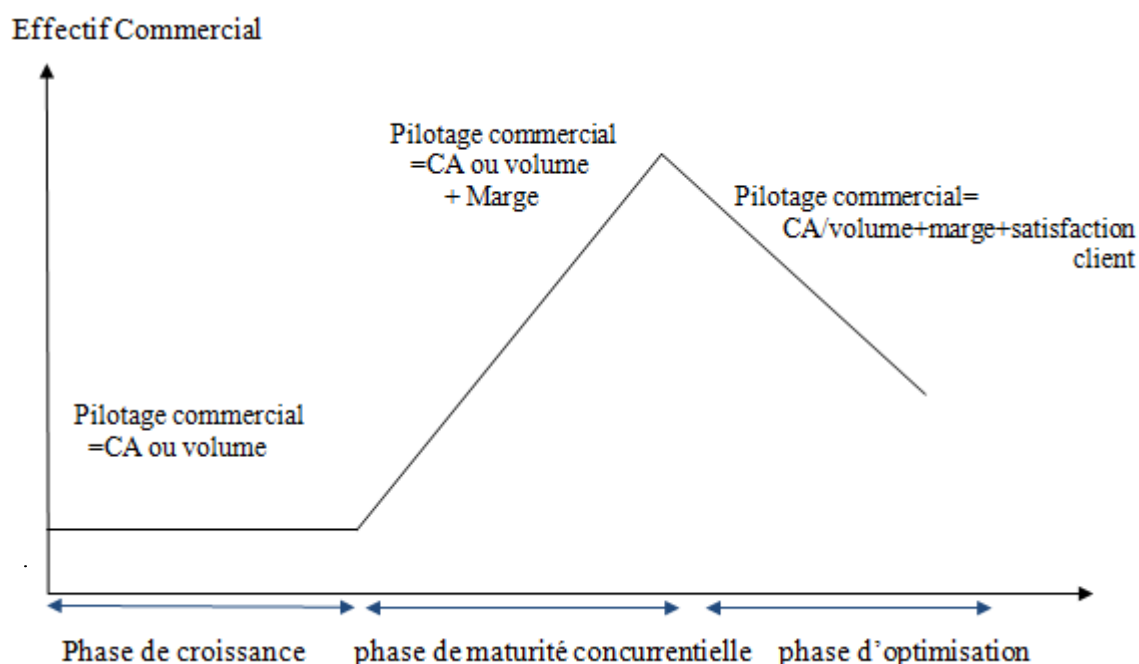 Effectif Commercial
Pilotage commercial
=CA ou volume
+ Marge
Pilotage commercial=
CA/volume+marge+satisfaction
client
Pilotage commercial
=CA ou volume
.
Phase de croissance
phase de maturité concurrentielle
phase d’optimisation